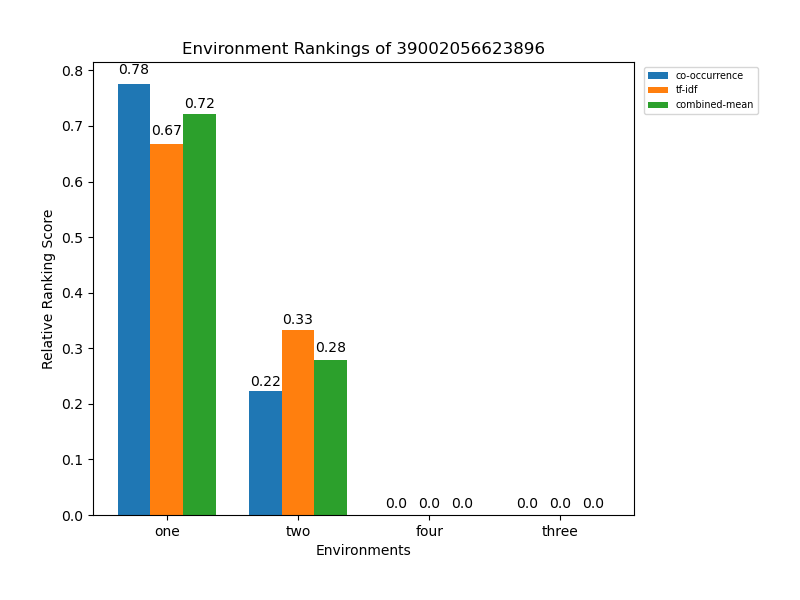 Environment Rankings of 39002056623896
co-occurrence
tf-idf
combined-mean
Relative Ranking Score
0.8
0.7
0.6
0.5
0.4
0.3
0.2
0.1
0.0
0.78
0.67
0.72
0.22
0.33
0.28
0.0 0.0 0.0 0.0 0.0 0.0
one two four three
Environments